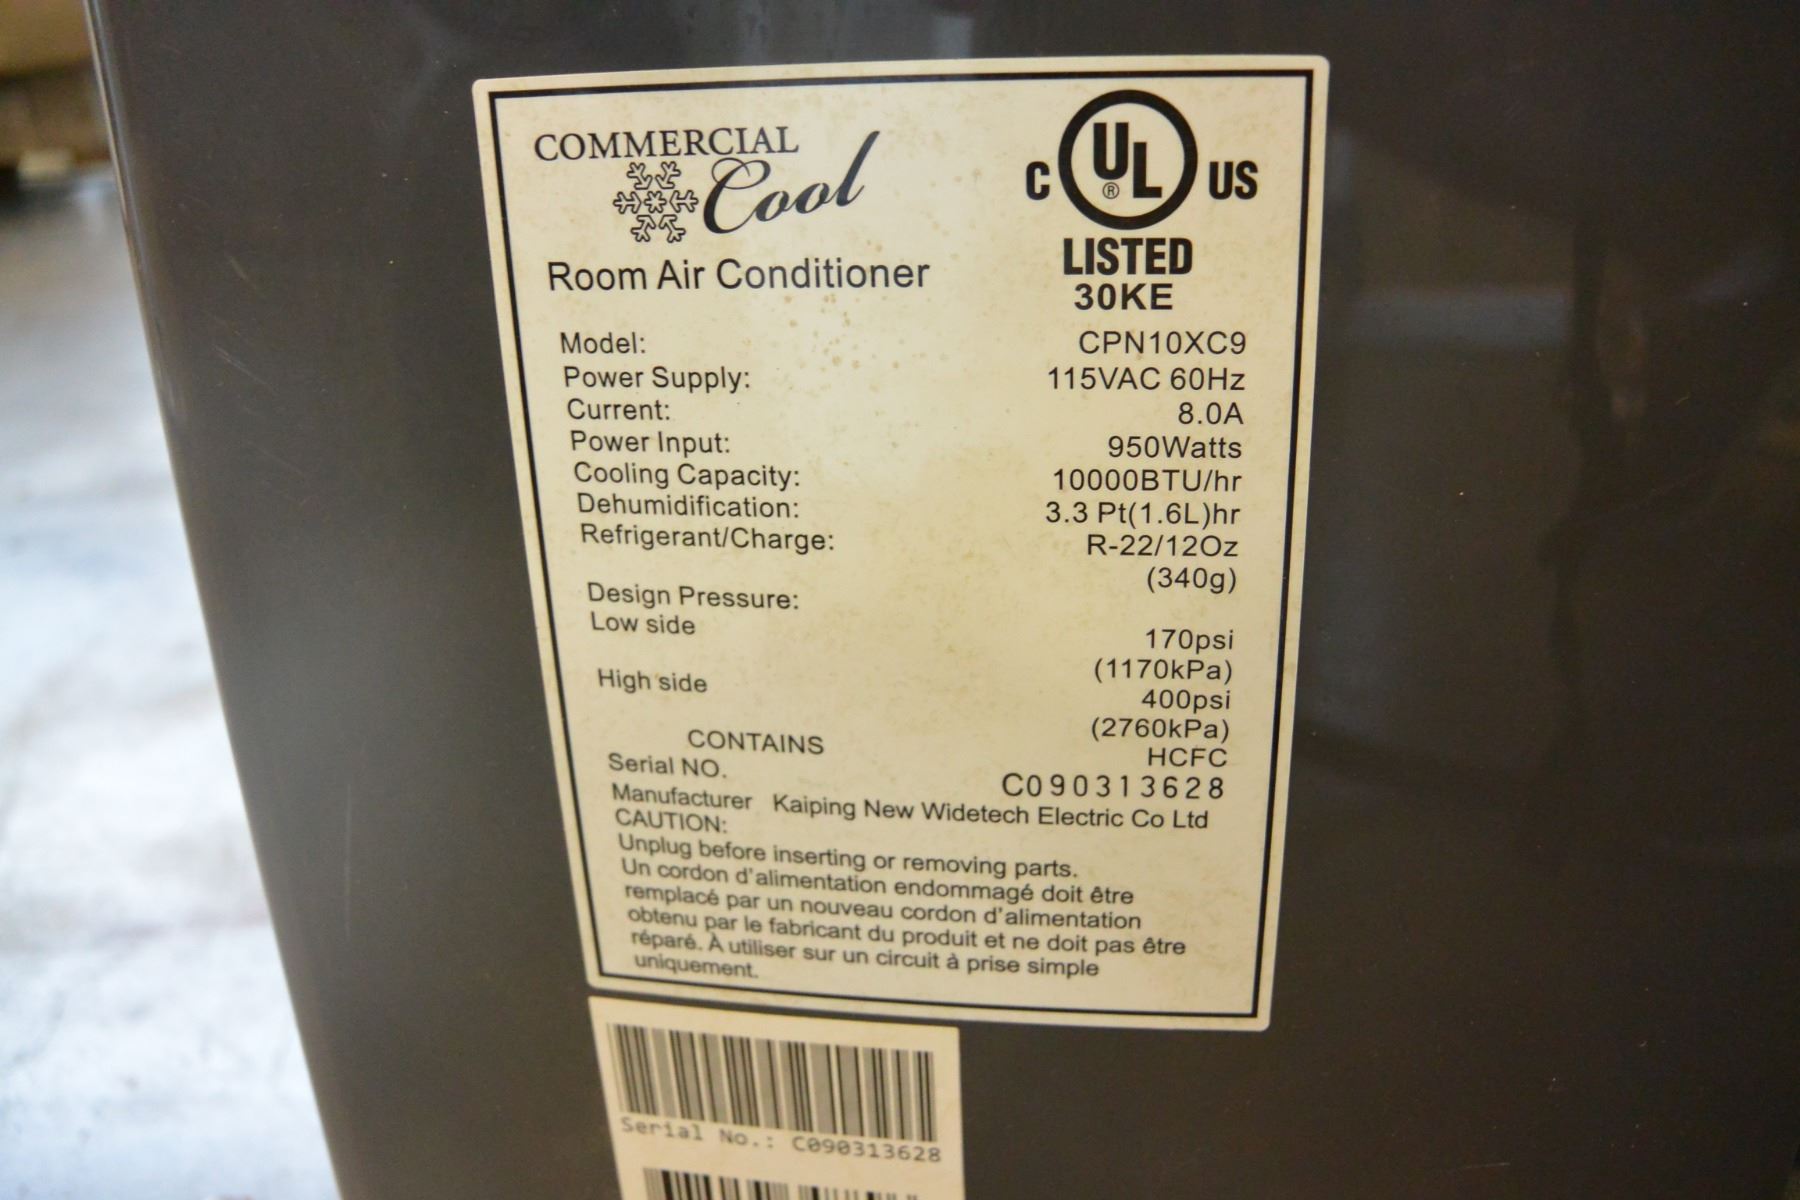 COMMERCIAL
Cool
C UL® US
LISTED
30KE
Room Air Conditioner
Model: CPN10XC9
Power Supply: 115VAC 60Hz
Current: 8.0A
Power Input: 950Watts
Cooling Capacity: 10000BTU/hr
Dehumidification: 3.3 Pt(1.6L)hr
Refrigerant/Charge: R-22/12Oz
(340g)
Design Pressure:
Low side 170psi
(1170kPa)
High side 400psi
(2760kPa)
CONTAINS HCFC
Serial NO. C090313628
Manufacturer Kaiping New Widetech Electric Co Ltd
CAUTION:
Unplug before inserting or removing parts.
Un cordon d'alimentation endommagé doit être
remplacé par un nouveau cordon d'alimentation
obtenu par le fabricant du produit et ne doit pas être
réparé. À utiliser sur un circuit à prise simple
uniquement.
Serial No.: C090313628